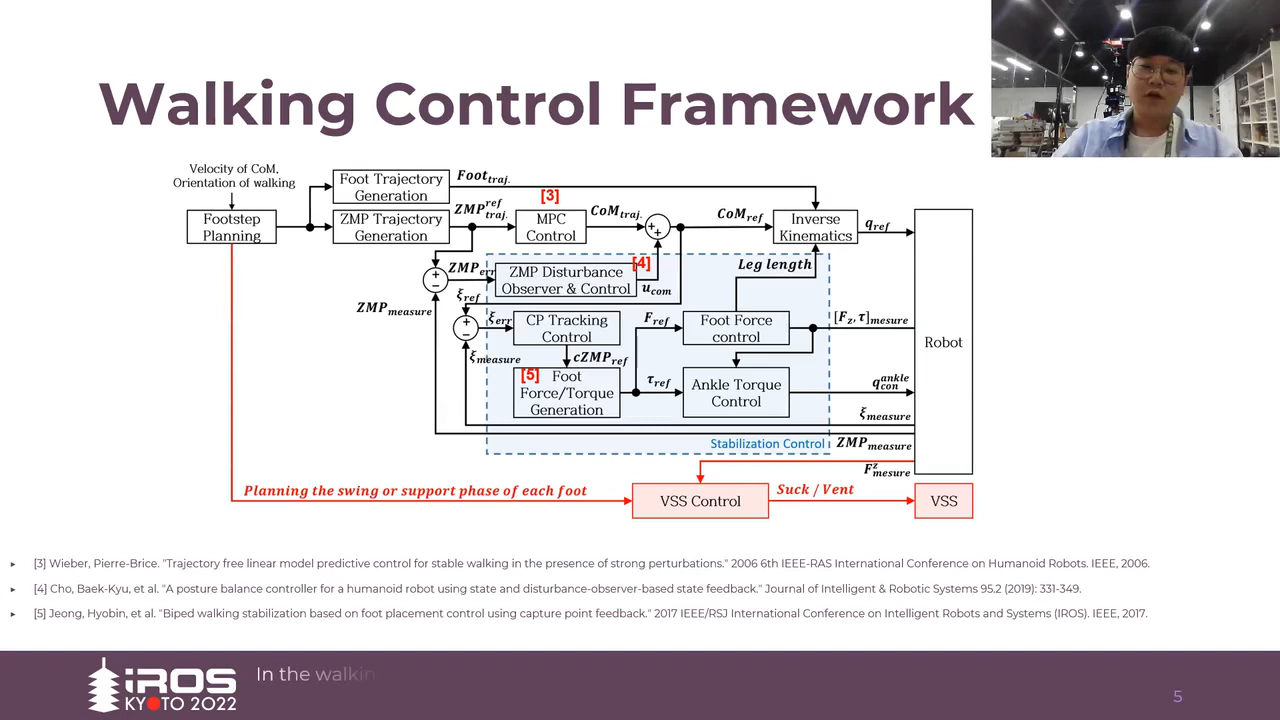 Walking Control Framework
Velocity of CoM,
Orientation of walking
Footstep
Planning
Foot Trajectory
Generation
Foot_traj.
ZMP Trajectory
Generation
ZMP^ref_traj.
[3]
MPC
Control
CoM_traj.
+
+
CoM_ref
Inverse
Kinematics
q_ref
Robot
+
−
ZMP_err
ZMP Disturbance
Observer & Control
[4]
u_com
Leg length
ZMP_measure
ξ_ref
+
−
ξ_err
CP Tracking
Control
F_ref
Foot Force
control
[F_z, τ]_mesure
ξ_measure
cZMP_ref
[5] Foot
Force/Torque
Generation
τ_ref
Ankle Torque
Control
q^ankle_con
ξ_measure
Stabilization Control
ZMP_measure
F^z_mesure
Planning the swing or support phase of each foot
VSS Control
Suck / Vent
VSS
► [3] Wieber, Pierre-Brice. "Trajectory free linear model predictive control for stable walking in the presence of strong perturbations." 2006 6th IEEE-RAS International Conference on Humanoid Robots. IEEE, 2006.
► [4] Cho, Baek-Kyu, et al. "A posture balance controller for a humanoid robot using state and disturbance-observer-based state feedback." Journal of Intelligent & Robotic Systems 95.2 (2019): 331-349.
► [5] Jeong, Hyobin, et al. "Biped walking stabilization based on foot placement control using capture point feedback." 2017 IEEE/RSJ International Conference on Intelligent Robots and Systems (IROS). IEEE, 2017.
iROS
KYOTO 2022
In the walkin
5